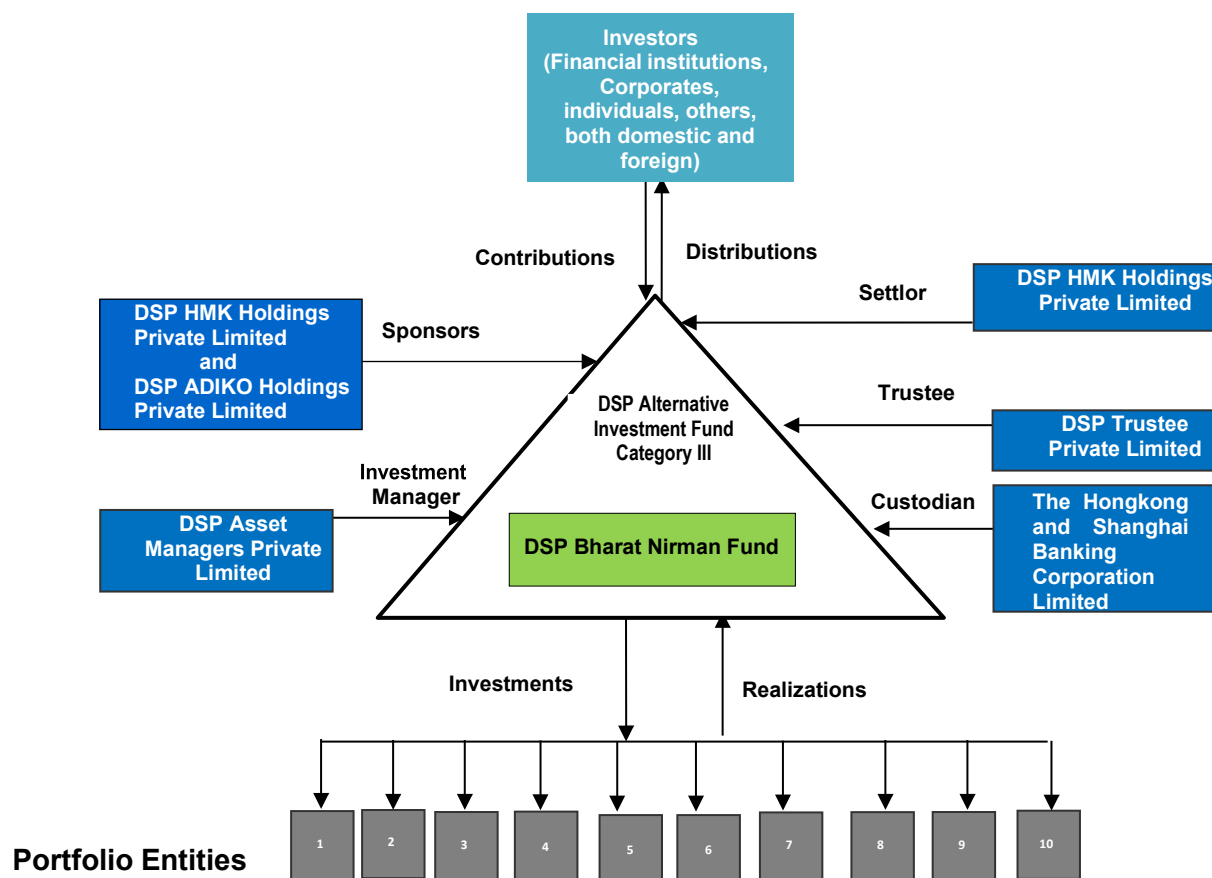 Investors
(Financial institutions,
Corporates,
individuals, others,
both domestic and
foreign)
Contributions
Distributions
Settlor
DSP HMK Holdings
Private Limited
DSP HMK Holdings
Private Limited
and
DSP ADIKO Holdings
Private Limited
Sponsors
DSP Alternative
Investment Fund
Category III
Trustee
DSP Trustee
Private Limited
Investment
Manager
DSP Asset
Managers Private
Limited
DSP Bharat Nirman Fund
Custodian
The Hongkong
and Shanghai
Banking
Corporation
Limited
Investments
Realizations
Portfolio Entities
1
2
3
4
5
6
7
8
9
10